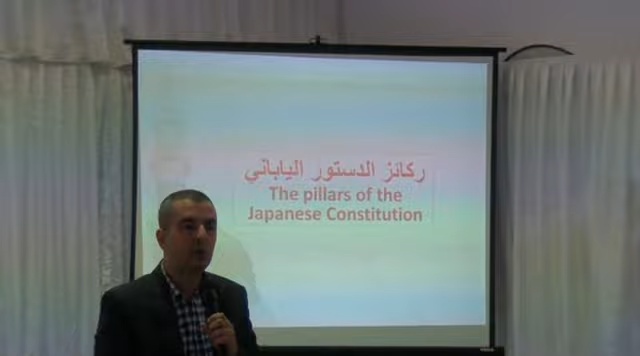 ركائز الدستور الياباني
The pillars of the
Japanese Constitution